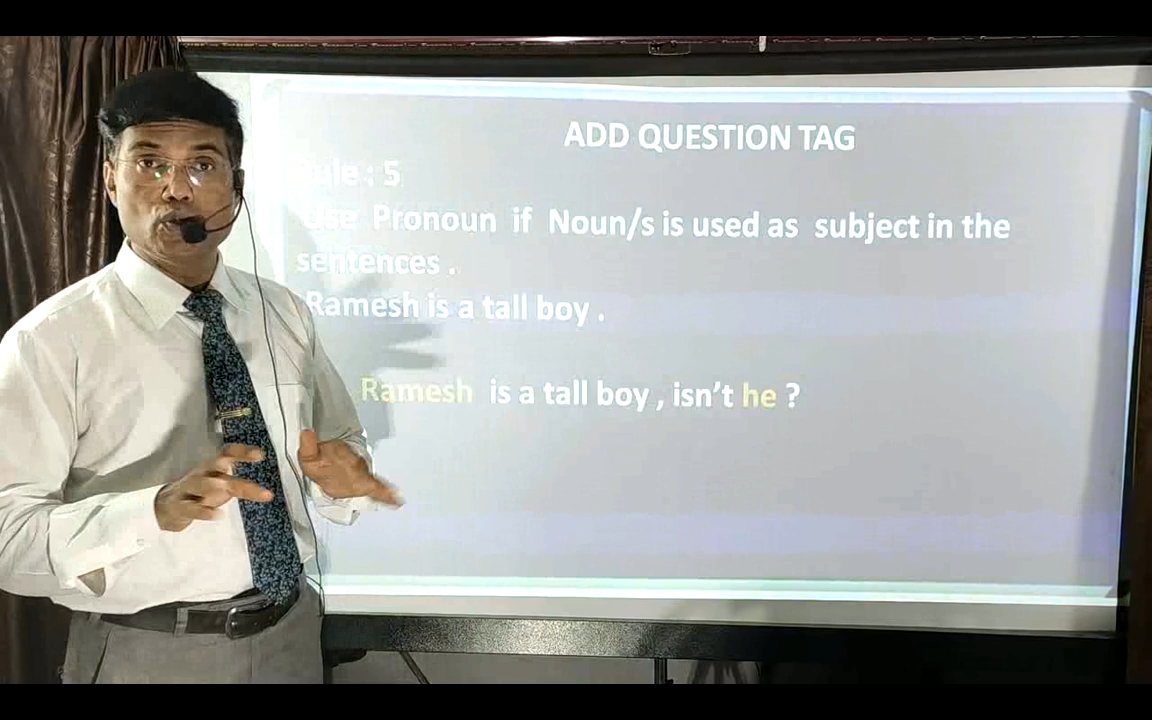 ADD QUESTION TAG
Rule : 5
Use Pronoun if Noun/s is used as subject in the
sentences .
Ramesh is a tall boy .
Ramesh is a tall boy , isn’t he ?